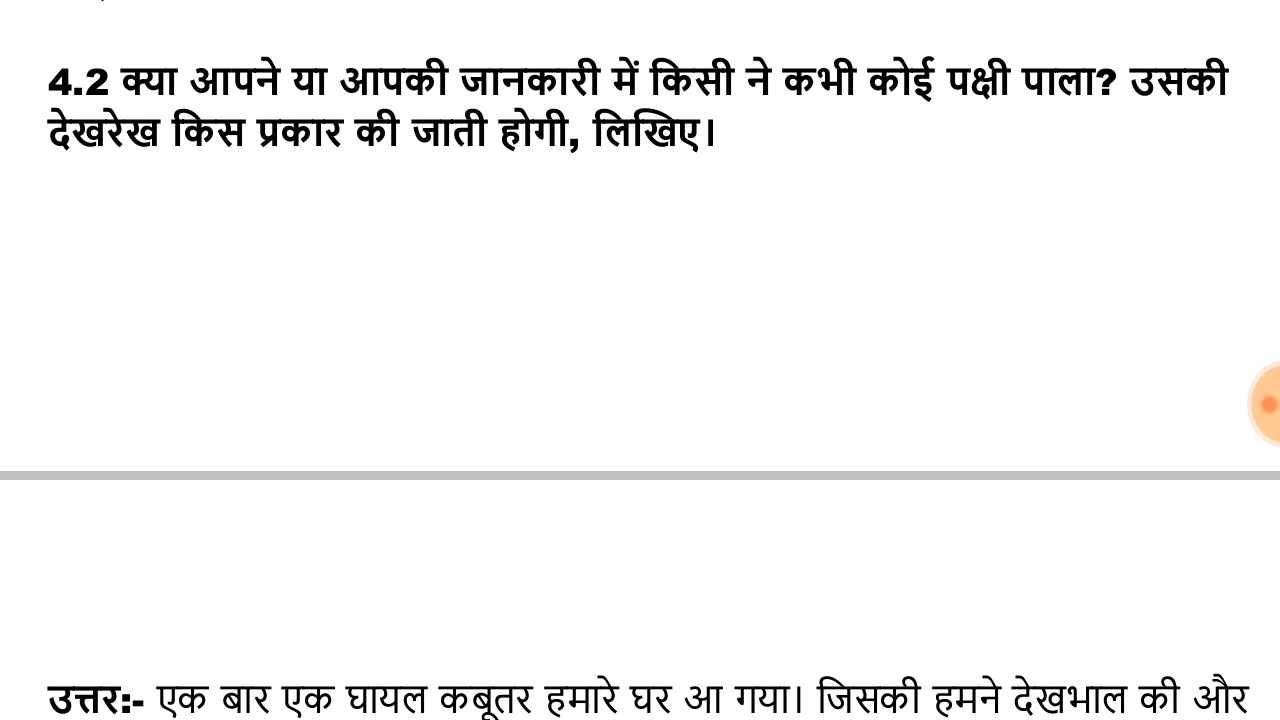 4.2 क्या आपने या आपकी जानकारी में किसी ने कभी कोई पक्षी पाला? उसकी
देखरेख किस प्रकार की जाती होगी, लिखिए।
उत्तर:- एक बार एक घायल कबूतर हमारे घर आ गया। जिसकी हमने देखभाल की और